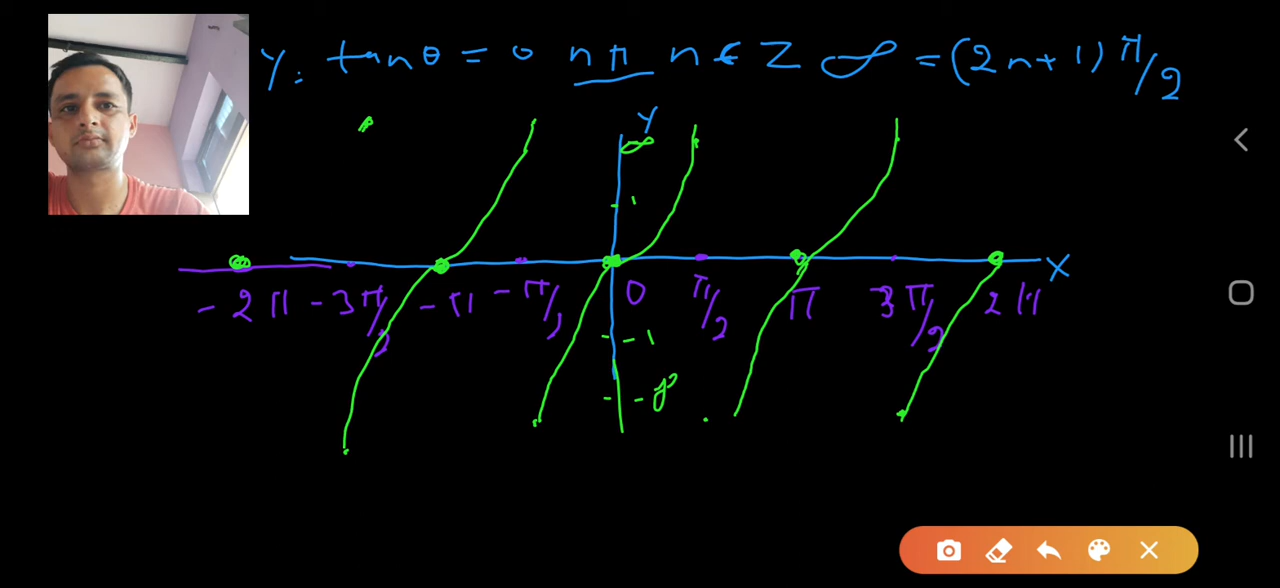 Y: tanθ = 0 nπ n ∈ Z ∞ = (2n+1) π/2
Y
∞
1
X
-2π -3π/2 -π -π/2 0 π/2 π 3π/2 2π
-1
-∞